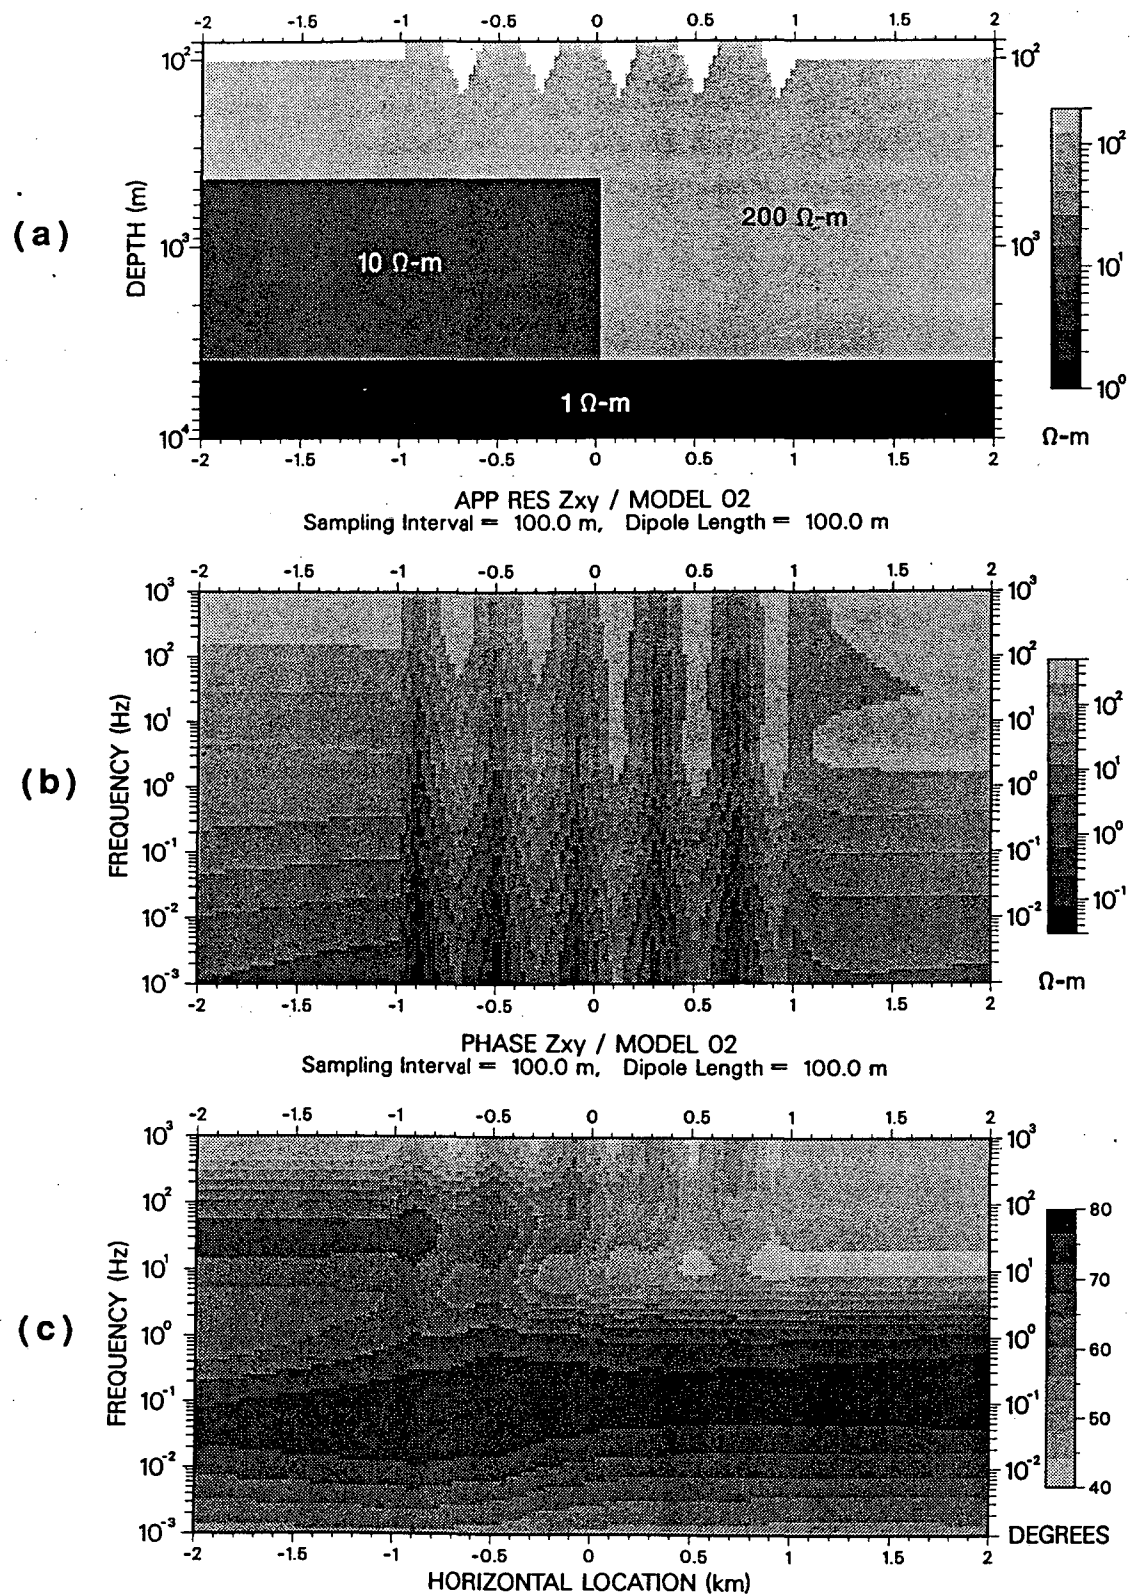 -2 -1.5 -1 -0.5 0 0.5 1 1.5 2
(a)
DEPTH (m)
10²
10³
10⁴
10²
10³
200 Ω-m
10 Ω-m
1 Ω-m
10²
10¹
10⁰
Ω-m
-2 -1.5 -1 -0.5 0 0.5 1 1.5 2
APP RES Zxy / MODEL 02
Sampling Interval = 100.0 m, Dipole Length = 100.0 m
-2 -1.5 -1 -0.5 0 0.5 1 1.5 2
(b)
FREQUENCY (Hz)
10³
10²
10¹
10⁰
10⁻¹
10⁻²
10⁻³
10³
10²
10¹
10⁰
10⁻¹
10⁻²
10²
10¹
10⁰
10⁻¹
Ω-m
-2 -1.5 -1 -0.5 0 0.5 1 1.5 2
PHASE Zxy / MODEL 02
Sampling Interval = 100.0 m, Dipole Length = 100.0 m
-2 -1.5 -1 -0.5 0 0.5 1 1.5 2
(c)
FREQUENCY (Hz)
10³
10²
10¹
10⁰
10⁻¹
10⁻²
10⁻³
10³
10²
10¹
10⁰
10⁻¹
10⁻²
80
70
60
50
40
DEGREES
-2 -1.5 -1 -0.5 0 0.5 1 1.5 2
HORIZONTAL LOCATION (km)